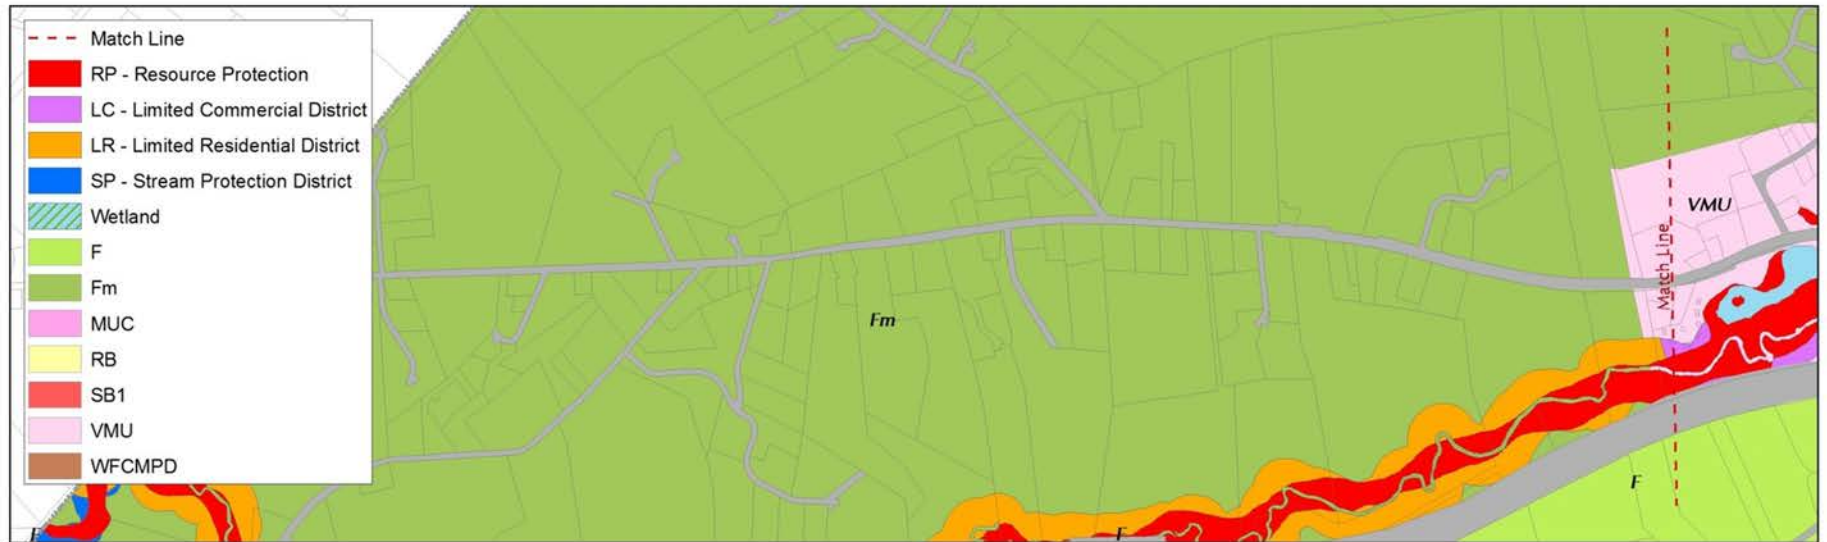 Match Line
RP - Resource Protection
LC - Limited Commercial District
LR - Limited Residential District
SP - Stream Protection District
Wetland
F
Fm
MUC
RB
SB1
VMU
WFCMPD
VMU
Match Line
Fm
F
F
F